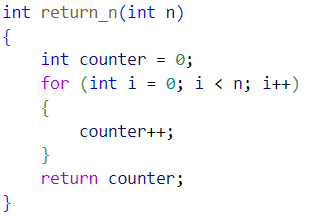 int return_n(int n)
{
    int counter = 0;
    for (int i = 0; i < n; i++)
    {
        counter++;
    }
    return counter;
}